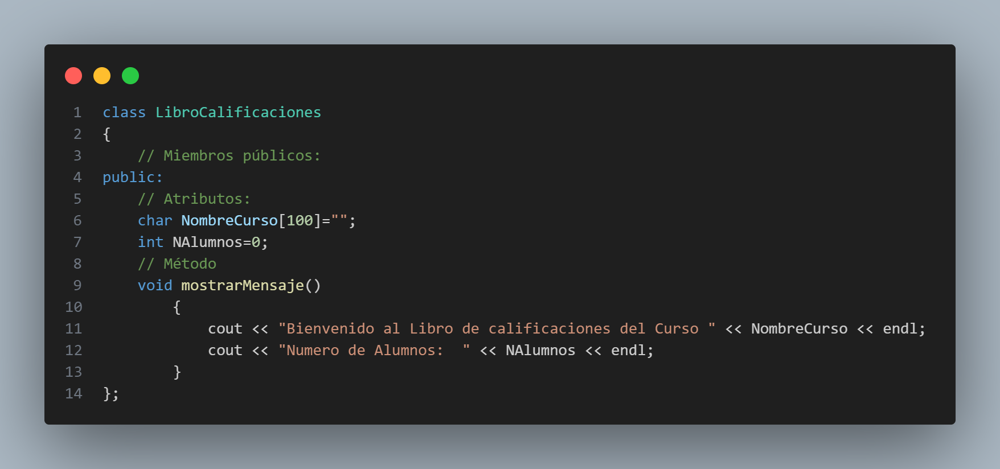 1 class LibroCalificaciones
2 {
3     // Miembros públicos:
4 public:
5     // Atributos:
6     char NombreCurso[100]="";
7     int NAlumnos=0;
8     // Método
9     void mostrarMensaje()
10         {
11             cout << "Bienvenido al Libro de calificaciones del Curso " << NombreCurso << endl;
12             cout << "Numero de Alumnos:  " << NAlumnos << endl;
13         }
14 };